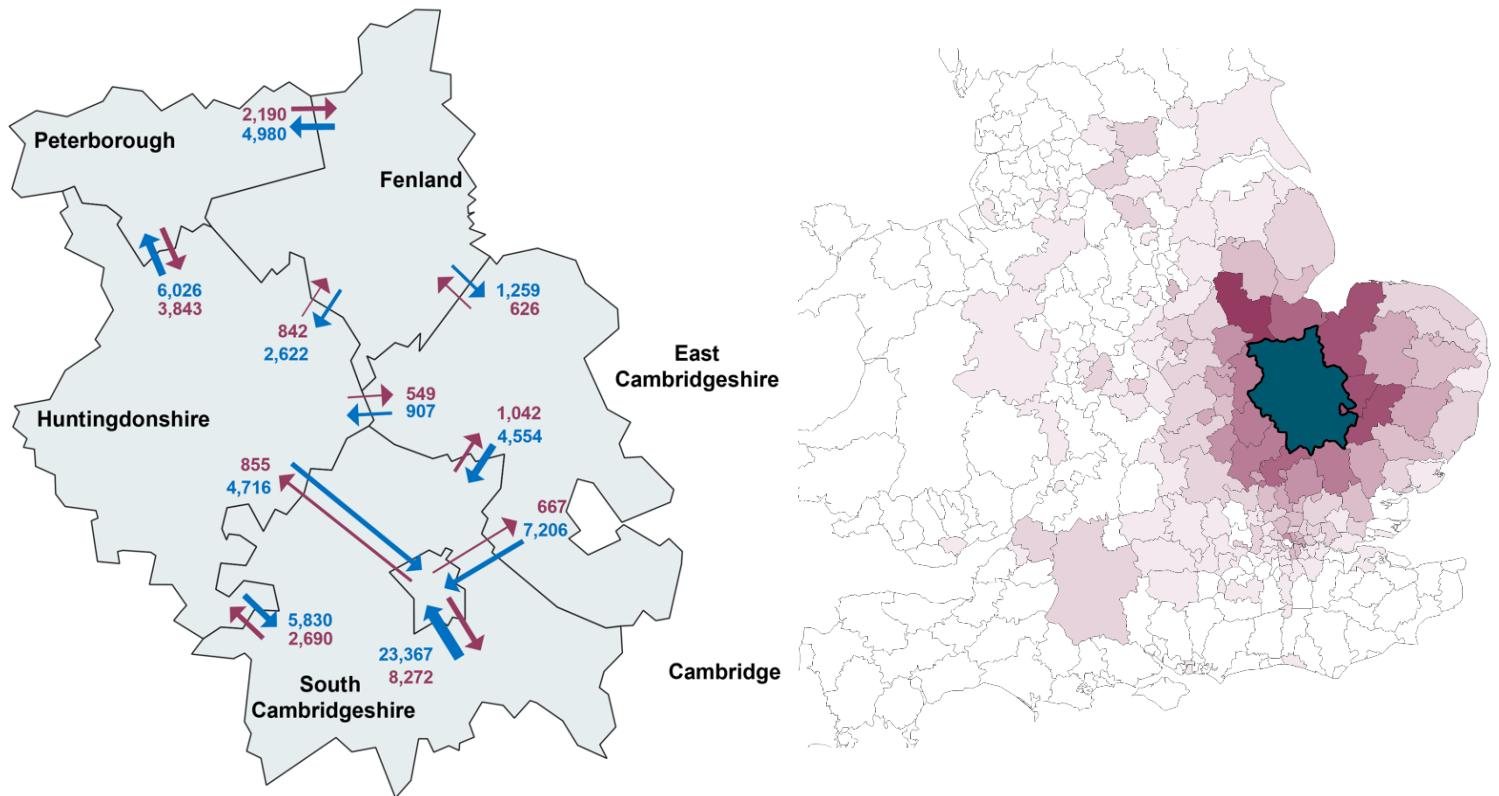 2,190
4,980
Peterborough
Fenland
6,026
3,843
842
2,622
1,259
626
East
Cambridgeshire
549
907
Huntingdonshire
1,042
4,554
855
4,716
667
7,206
5,830
2,690
23,367
8,272
South
Cambridgeshire
Cambridge